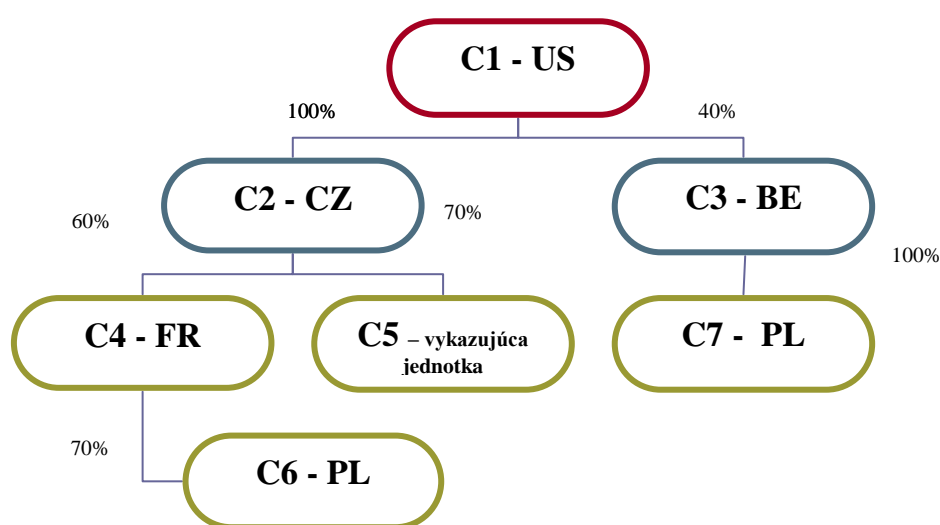 C1 - US
100%
40%
C2 - CZ
C3 - BE
60%
70%
100%
C4 - FR
C5 – vykazujúca
jednotka
C7 - PL
70%
C6 - PL